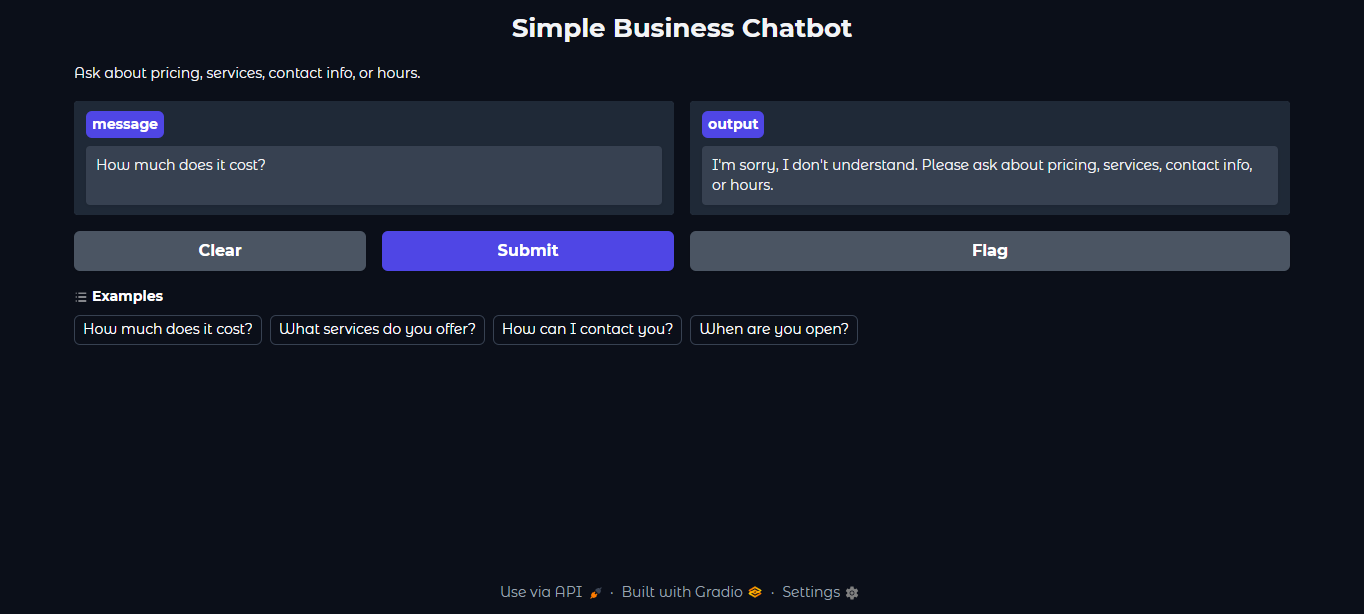 Simple Business Chatbot
Ask about pricing, services, contact info, or hours.
message
How much does it cost?
output
I'm sorry, I don't understand. Please ask about pricing, services, contact info,
or hours.
Clear
Submit
Flag
Examples
How much does it cost?
What services do you offer?
How can I contact you?
When are you open?
Use via API · Built with Gradio · Settings